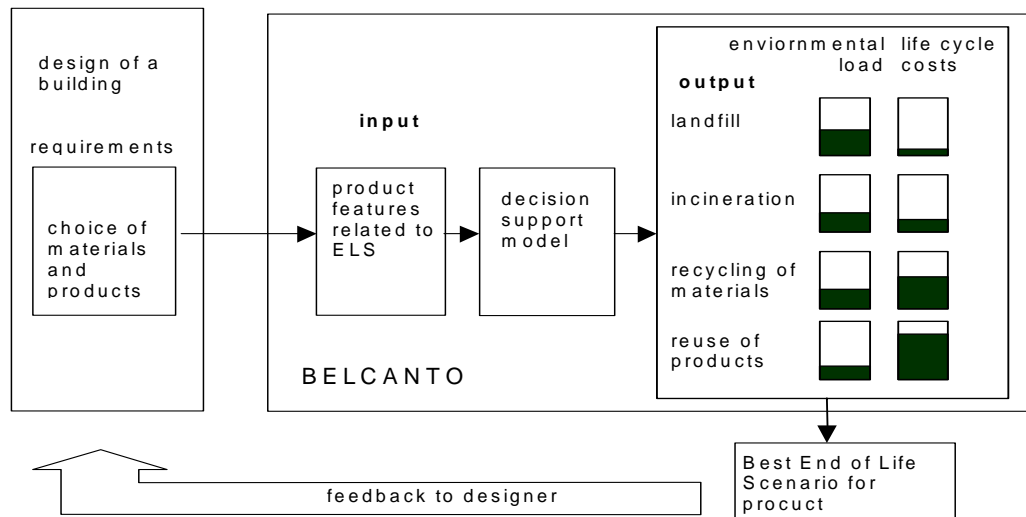 design of a
building
requirements
choice of
materials
and
products
input
product
features
related to
ELS
decision
support
model
BELCANTO
enviornmental
load
life cycle
costs
output
landfill
incineration
recycling of
materials
reuse of
products
Best End of Life
Scenario for
procuct
feedback to designer